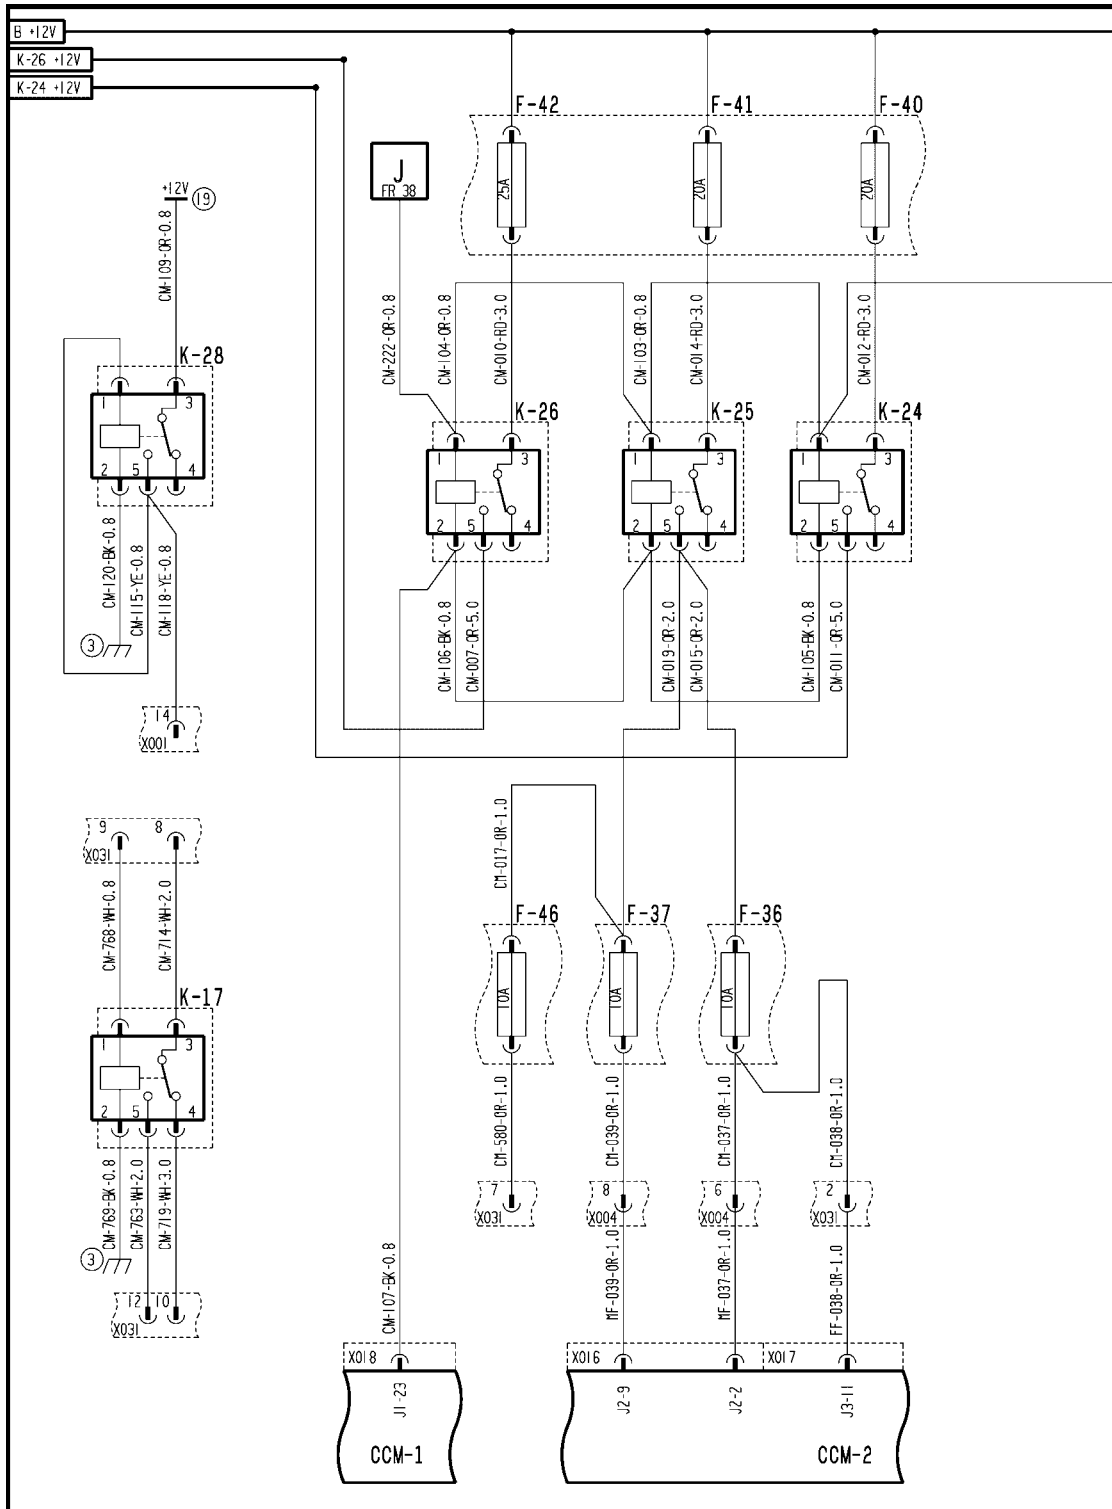 B +12V
K-26 +12V
K-24 +12V
F-42
F-41
F-40
J
FR 38
25A
20A
20A
+12V
19
CM-109-OR-0.8
CM-222-OR-0.8
CM-104-OR-0.8
CM-010-RD-3.0
CM-103-OR-0.8
CM-014-RD-3.0
CM-012-RD-3.0
K-28
1
3
2
5
4
K-26
1
3
2
5
4
K-25
1
3
2
5
4
K-24
1
3
2
5
4
CM-120-BK-0.8
CM-115-YE-0.8
CM-118-YE-0.8
3
CM-106-BK-0.8
CM-007-OR-5.0
CM-019-OR-2.0
CM-015-OR-2.0
CM-105-BK-0.8
CM-011-OR-5.0
14
X001
9
8
X031
CM-768-WH-0.8
CM-714-WH-2.0
CM-017-OR-1.0
F-46
F-37
F-36
10A
10A
10A
K-17
1
3
2
5
4
CM-769-BK-0.8
CM-763-WH-2.0
CM-719-WH-3.0
CM-580-OR-1.0
CM-039-OR-1.0
CM-037-OR-1.0
CM-038-OR-1.0
7
X031
8
X004
6
X004
2
X031
3
12
10
X031
CM-107-BK-0.8
MF-039-OR-1.0
MF-037-OR-1.0
FF-038-OR-1.0
X018
X016
X017
J1-23
J2-9
J2-2
J3-11
CCM-1
CCM-2